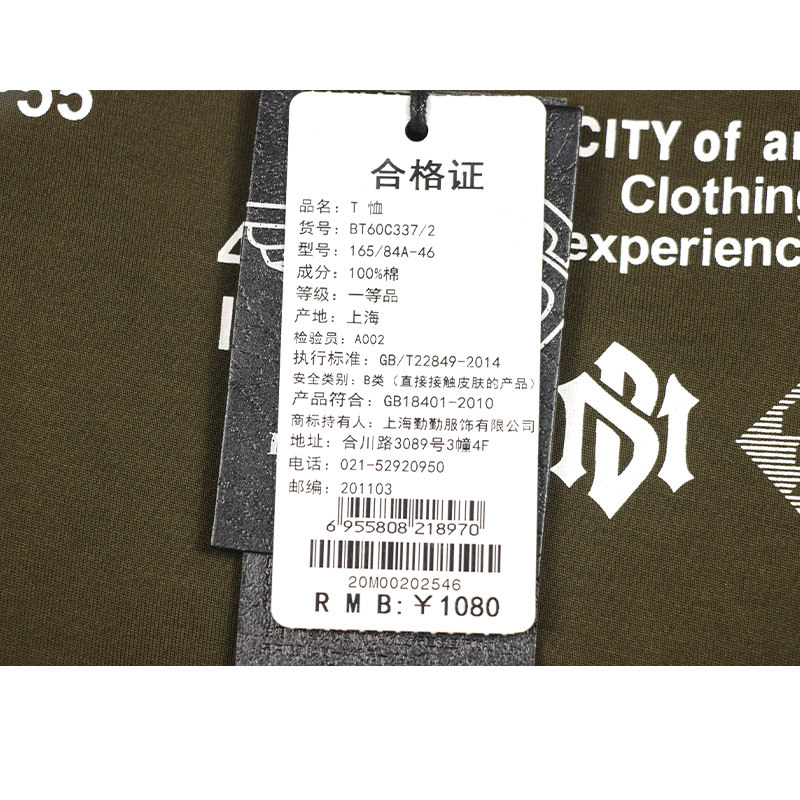 55
CITY of
Clothing
experienc
合格证
品名：T 恤
货号：BT60C337/2
型号：165/84A-46
成分：100%棉
等级：一等品
产地：上海
检验员：A002
执行标准：GB/T22849-2014
安全类别：B类（直接接触皮肤的产品）
产品符合：GB18401-2010
商标持有人：上海勤勤服饰有限公司
地址：合川路3089号3幢4F
电话：021-52920950
邮编：201103
6 955808 218970
20M00202546
RMB:￥1080